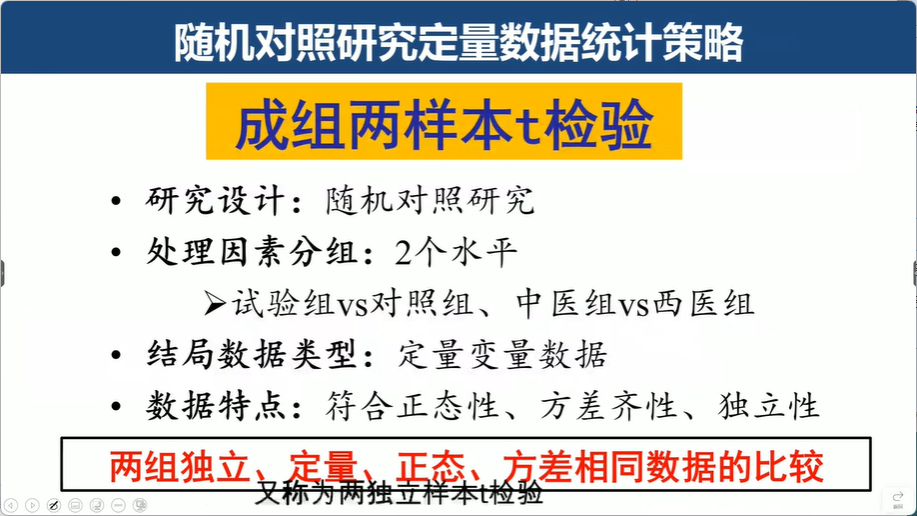 随机对照研究定量数据统计策略
成组两样本t检验
• 研究设计：随机对照研究
• 处理因素分组：2个水平
➢试验组vs对照组、中医组vs西医组
• 结局数据类型：定量变量数据
• 数据特点：符合正态性、方差齐性、独立性
两组独立、定量、正态、方差相同数据的比较
又称为两独立样本t检验